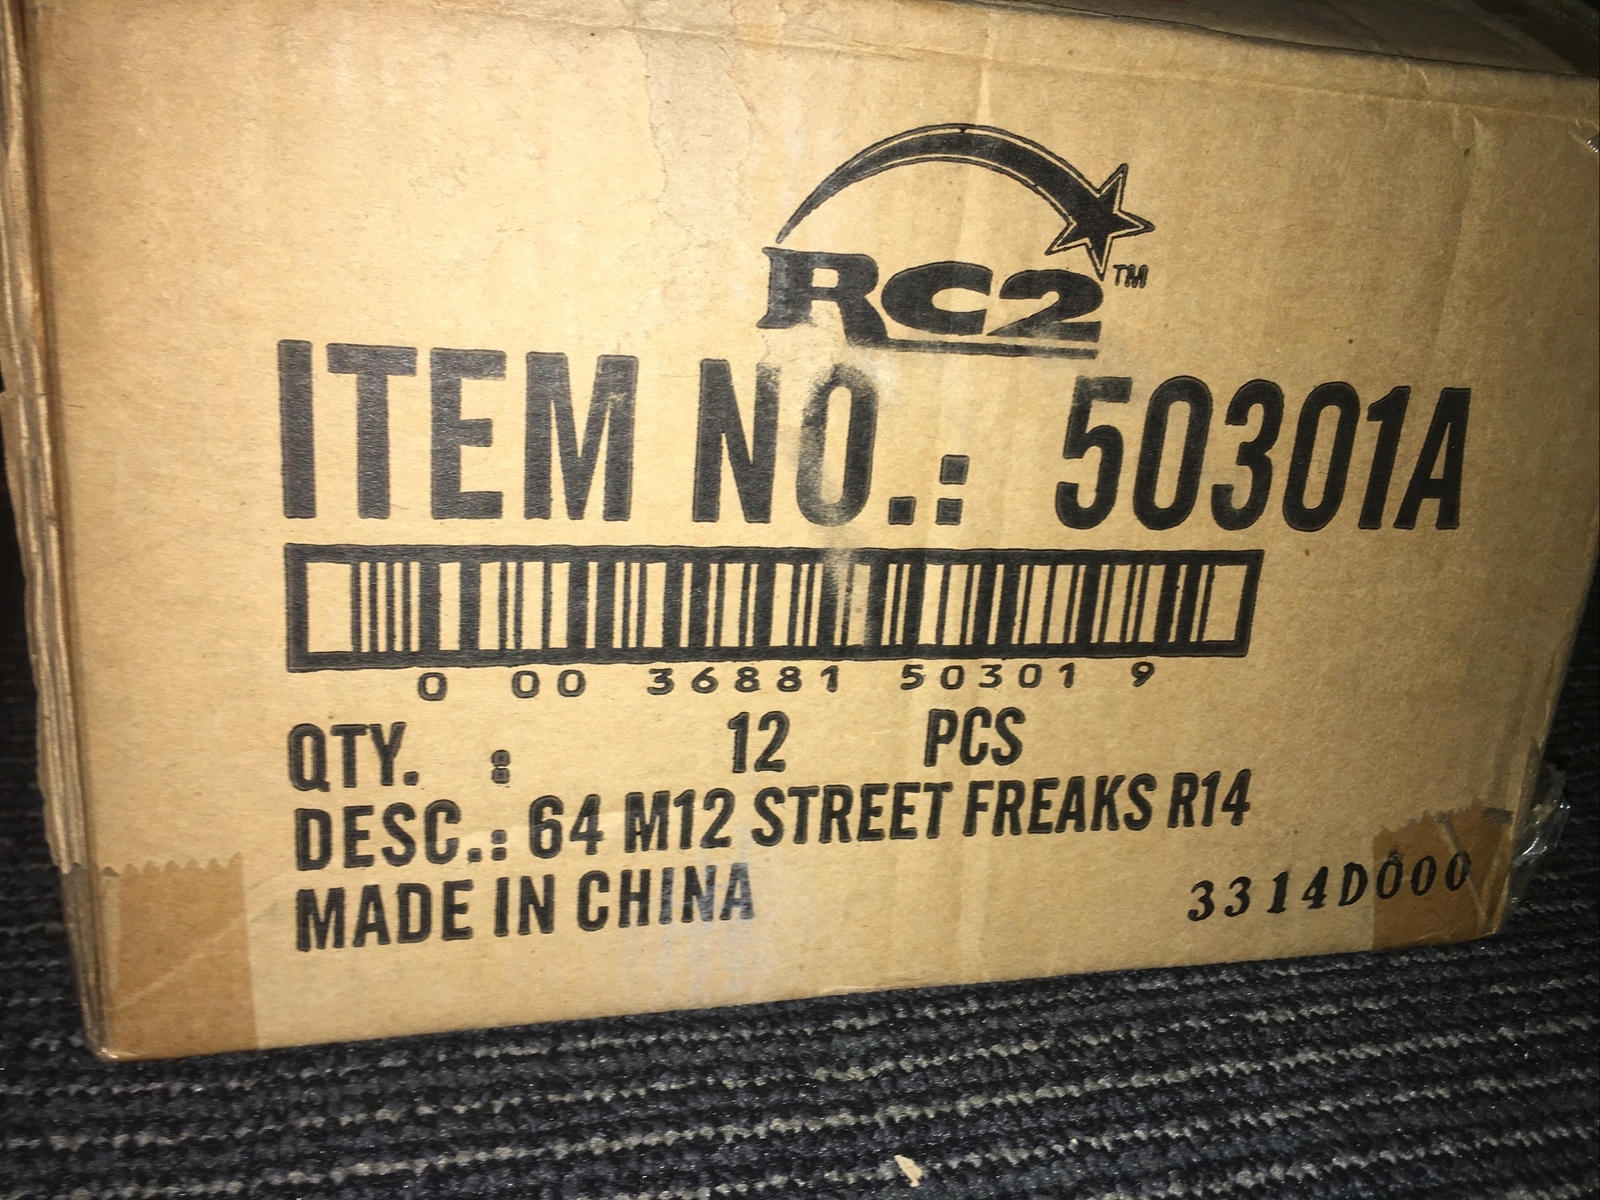 RC2™
ITEM NO.: 50301A
0 00 36881 50301 9
QTY. : 12 PCS
DESC.: 64 M12 STREET FREAKS R14
MADE IN CHINA
3314D000